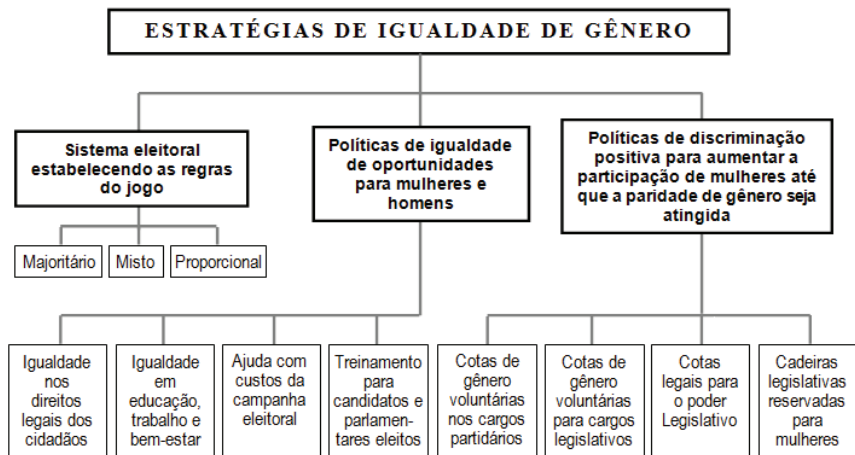 ESTRATÉGIAS DE IGUALDADE DE GÊNERO
Sistema eleitoral
estabelecendo as regras
do jogo
Políticas de igualdade
de oportunidades
para mulheres e
homens
Políticas de discriminação
positiva para aumentar a
participação de mulheres até
que a paridade de gênero seja
atingida
Majoritário
Misto
Proporcional
Igualdade
nos
direitos
legais dos
cidadãos
Igualdade
em
educação,
trabalho e
bem-estar
Ajuda com
custos da
campanha
eleitoral
Treinamento
para
candidatos e
parlamen-
tares eleitos
Cotas de
gênero
voluntárias
nos cargos
partidários
Cotas de
gênero
voluntárias
para cargos
legislativos
Cotas
legais para
o poder
Legislativo
Cadeiras
legislativas
reservadas
para
mulheres